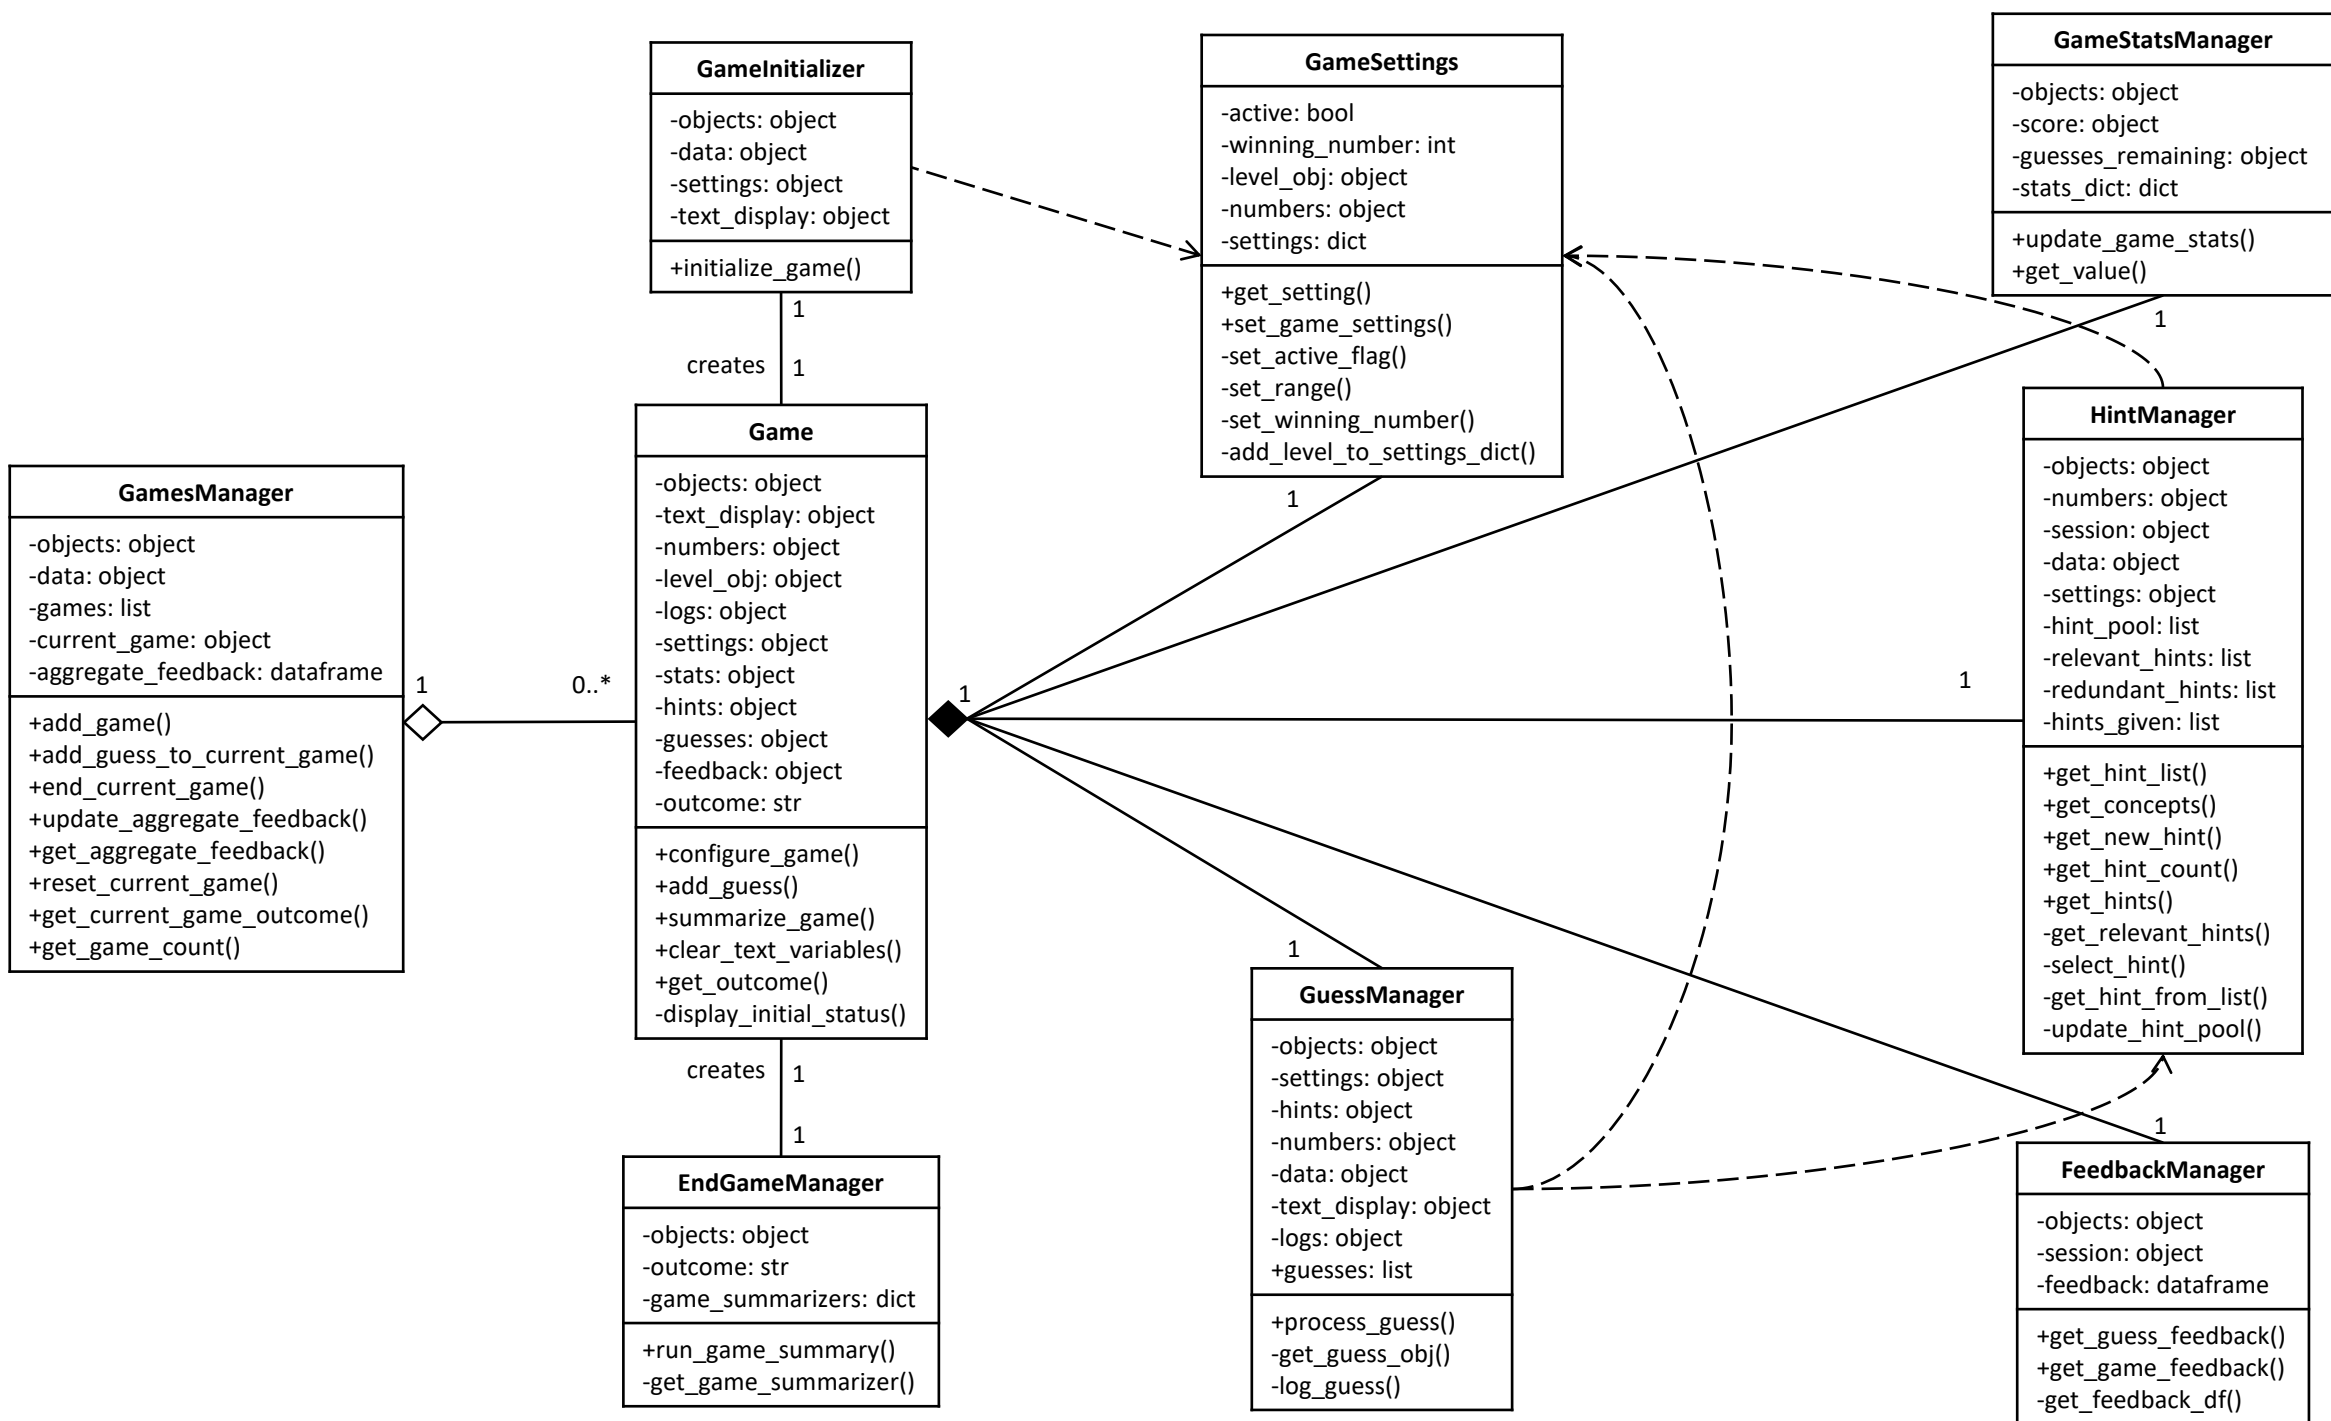 GameInitializer
-objects: object
-data: object
-settings: object
-text_display: object
+initialize_game()
1
creates
1
GameSettings
-active: bool
-winning_number: int
-level_obj: object
-numbers: object
-settings: dict
+get_setting()
+set_game_settings()
-set_active_flag()
-set_range()
-set_winning_number()
-add_level_to_settings_dict()
1
GameStatsManager
-objects: object
-score: object
-guesses_remaining: object
-stats_dict: dict
+update_game_stats()
+get_value()
1
GamesManager
-objects: object
-data: object
-games: list
-current_game: object
-aggregate_feedback: dataframe
+add_game()
+add_guess_to_current_game()
+end_current_game()
+update_aggregate_feedback()
+get_aggregate_feedback()
+reset_current_game()
+get_current_game_outcome()
+get_game_count()
1
0..*
Game
-objects: object
-text_display: object
-numbers: object
-level_obj: object
-logs: object
-settings: object
-stats: object
-hints: object
-guesses: object
-feedback: object
-outcome: str
+configure_game()
+add_guess()
+summarize_game()
+clear_text_variables()
+get_outcome()
-display_initial_status()
1
1
HintManager
-objects: object
-numbers: object
-session: object
-data: object
-settings: object
-hint_pool: list
-relevant_hints: list
-redundant_hints: list
-hints_given: list
+get_hint_list()
+get_concepts()
+get_new_hint()
+get_hint_count()
+get_hints()
-get_relevant_hints()
-select_hint()
-get_hint_from_list()
-update_hint_pool()
creates
1
1
EndGameManager
-objects: object
-outcome: str
-game_summarizers: dict
+run_game_summary()
-get_game_summarizer()
1
GuessManager
-objects: object
-settings: object
-hints: object
-numbers: object
-data: object
-text_display: object
-logs: object
+guesses: list
+process_guess()
-get_guess_obj()
-log_guess()
1
FeedbackManager
-objects: object
-session: object
-feedback: dataframe
+get_guess_feedback()
+get_game_feedback()
-get_feedback_df()